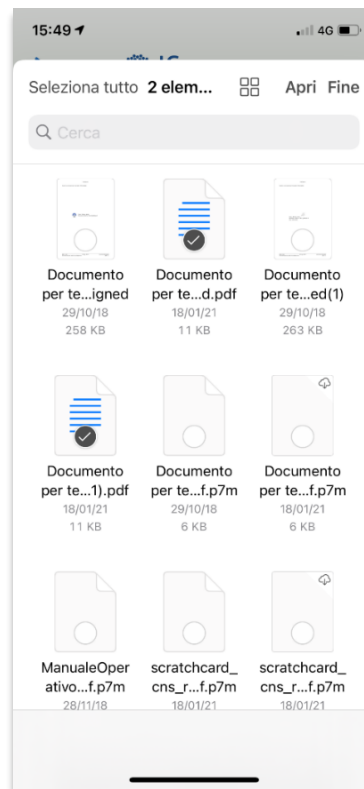 15:49
4G
Seleziona tutto 2 elem... Apri Fine
Cerca
Documento
per te...igned
29/10/18
258 KB
Documento
per te...d.pdf
18/01/21
11 KB
Documento
per te...ed(1)
29/10/18
263 KB
Documento
per te...1).pdf
18/01/21
11 KB
Documento
per te...f.p7m
29/10/18
6 KB
Documento
per te...f.p7m
18/01/21
6 KB
ManualeOper
ativo...f.p7m
28/11/18
scratchcard_
cns_r...f.p7m
18/01/21
scratchcard_
cns_r...f.p7m
18/01/21